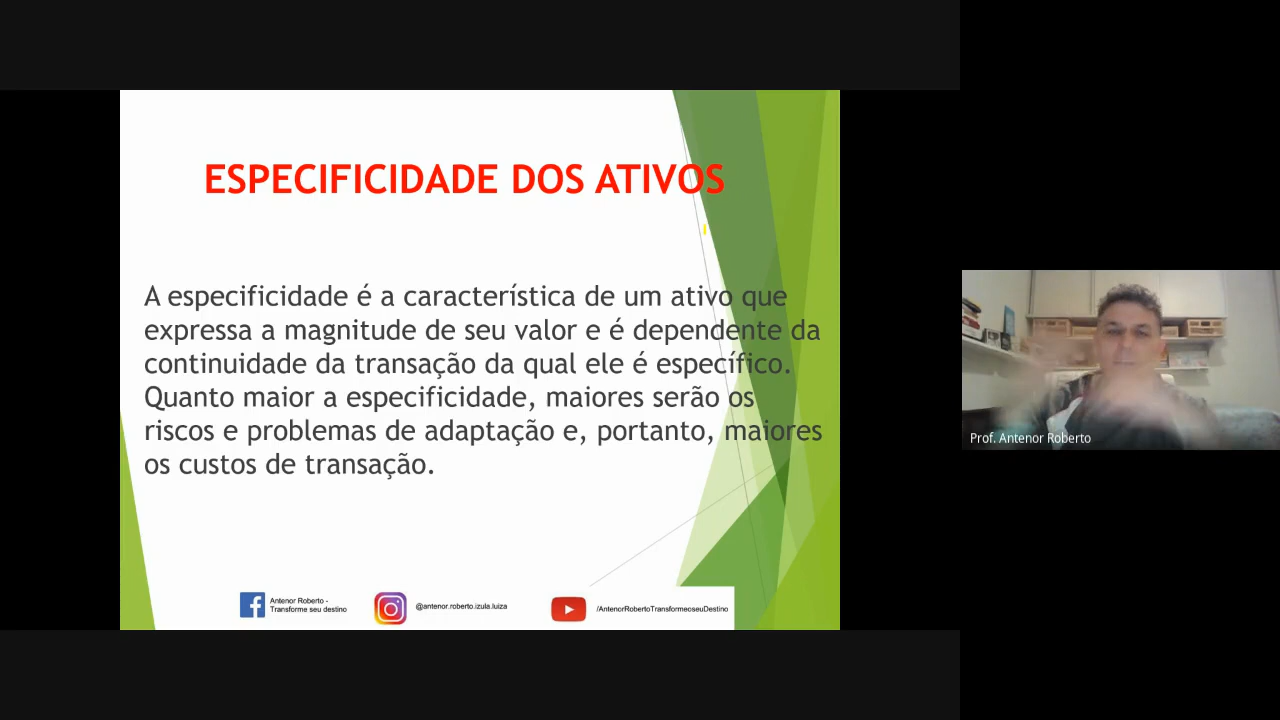 ESPECIFICIDADE DOS ATIVOS
A especificidade é a característica de um ativo que
expressa a magnitude de seu valor e é dependente da
continuidade da transação da qual ele é específico.
Quanto maior a especificidade, maiores serão os
riscos e problemas de adaptação e, portanto, maiores
os custos de transação.
Antenor Roberto -
Transforme seu destino
@antenor.roberto.izula.luiza
/AntenorRobertoTransformeoseuDestino
Prof. Antenor Roberto